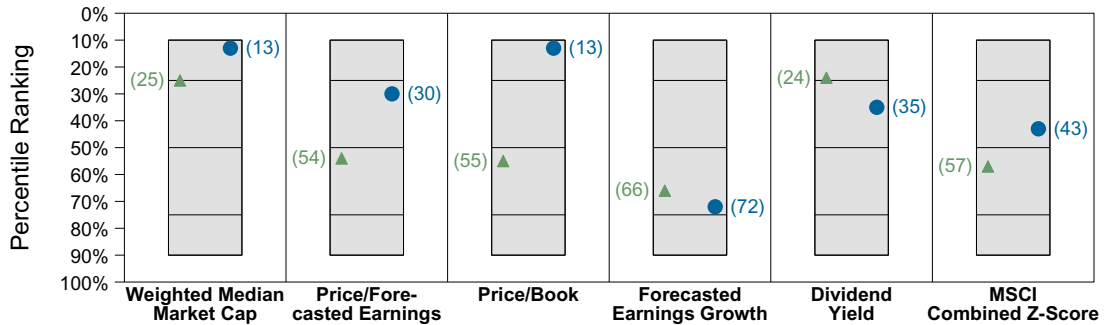 Percentile Ranking
0%
10%
20%
30%
40%
50%
60%
70%
80%
90%
100%
(13)
(25)
(30)
(54)
(13)
(55)
(66)
(72)
(24)
(35)
(43)
(57)
Weighted Median
Market Cap
Price/Fore-
casted Earnings
Price/Book
Forecasted
Earnings Growth
Dividend
Yield
MSCI
Combined Z-Score